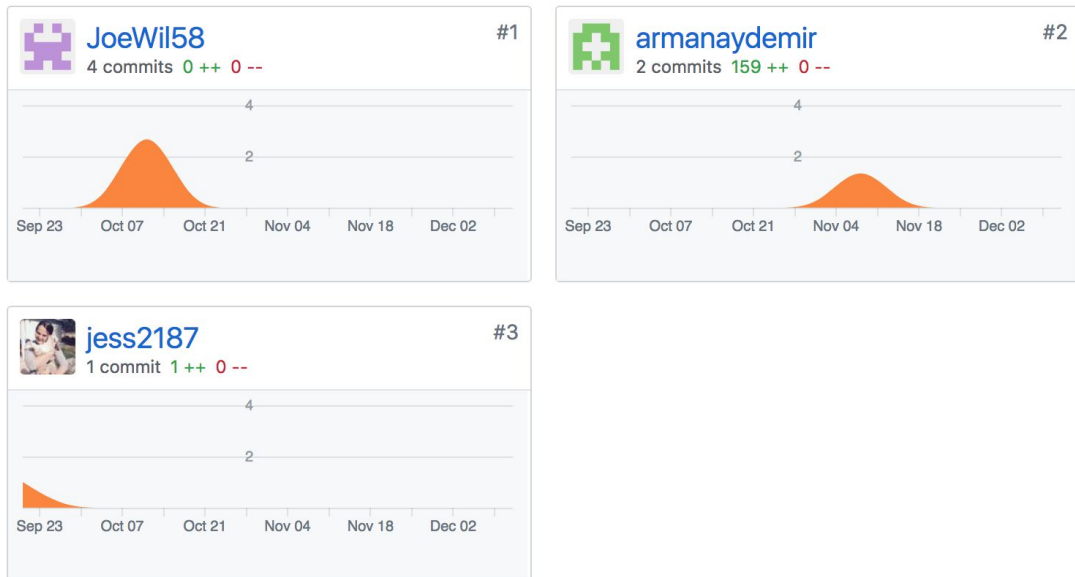 JoeWil58 #1
4 commits 0 ++ 0 --
4
2
Sep 23 Oct 07 Oct 21 Nov 04 Nov 18 Dec 02
armanaydemir #2
2 commits 159 ++ 0 --
4
2
Sep 23 Oct 07 Oct 21 Nov 04 Nov 18 Dec 02
jess2187 #3
1 commit 1 ++ 0 --
4
2
Sep 23 Oct 07 Oct 21 Nov 04 Nov 18 Dec 02